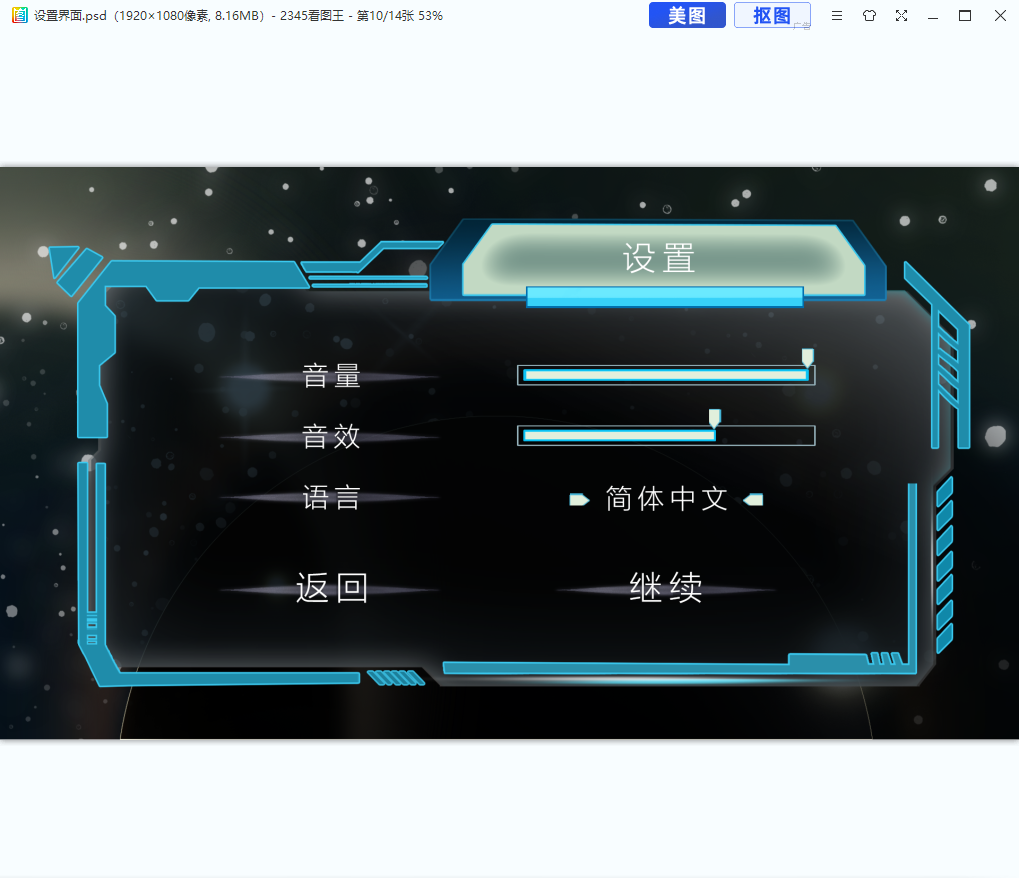 设置界面.psd（1920×1080像素, 8.16MB）- 2345看图王 - 第10/14张 53%
美图
抠图
广告
设置
音量
音效
语言
简体中文
返回
继续